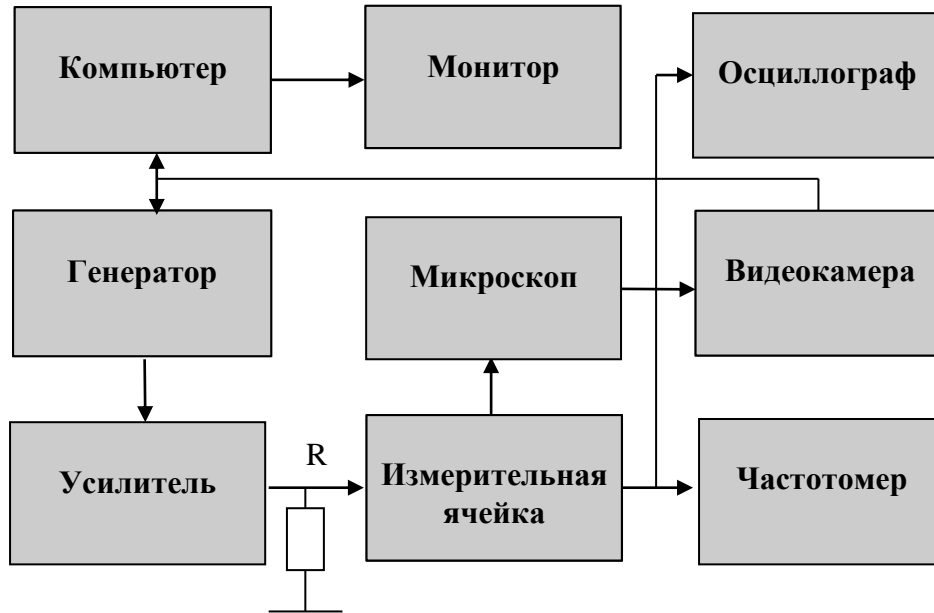 Компьютер
Монитор
Осциллограф
Генератор
Микроскоп
Видеокамера
Усилитель
R
Измерительная
ячейка
Частотомер